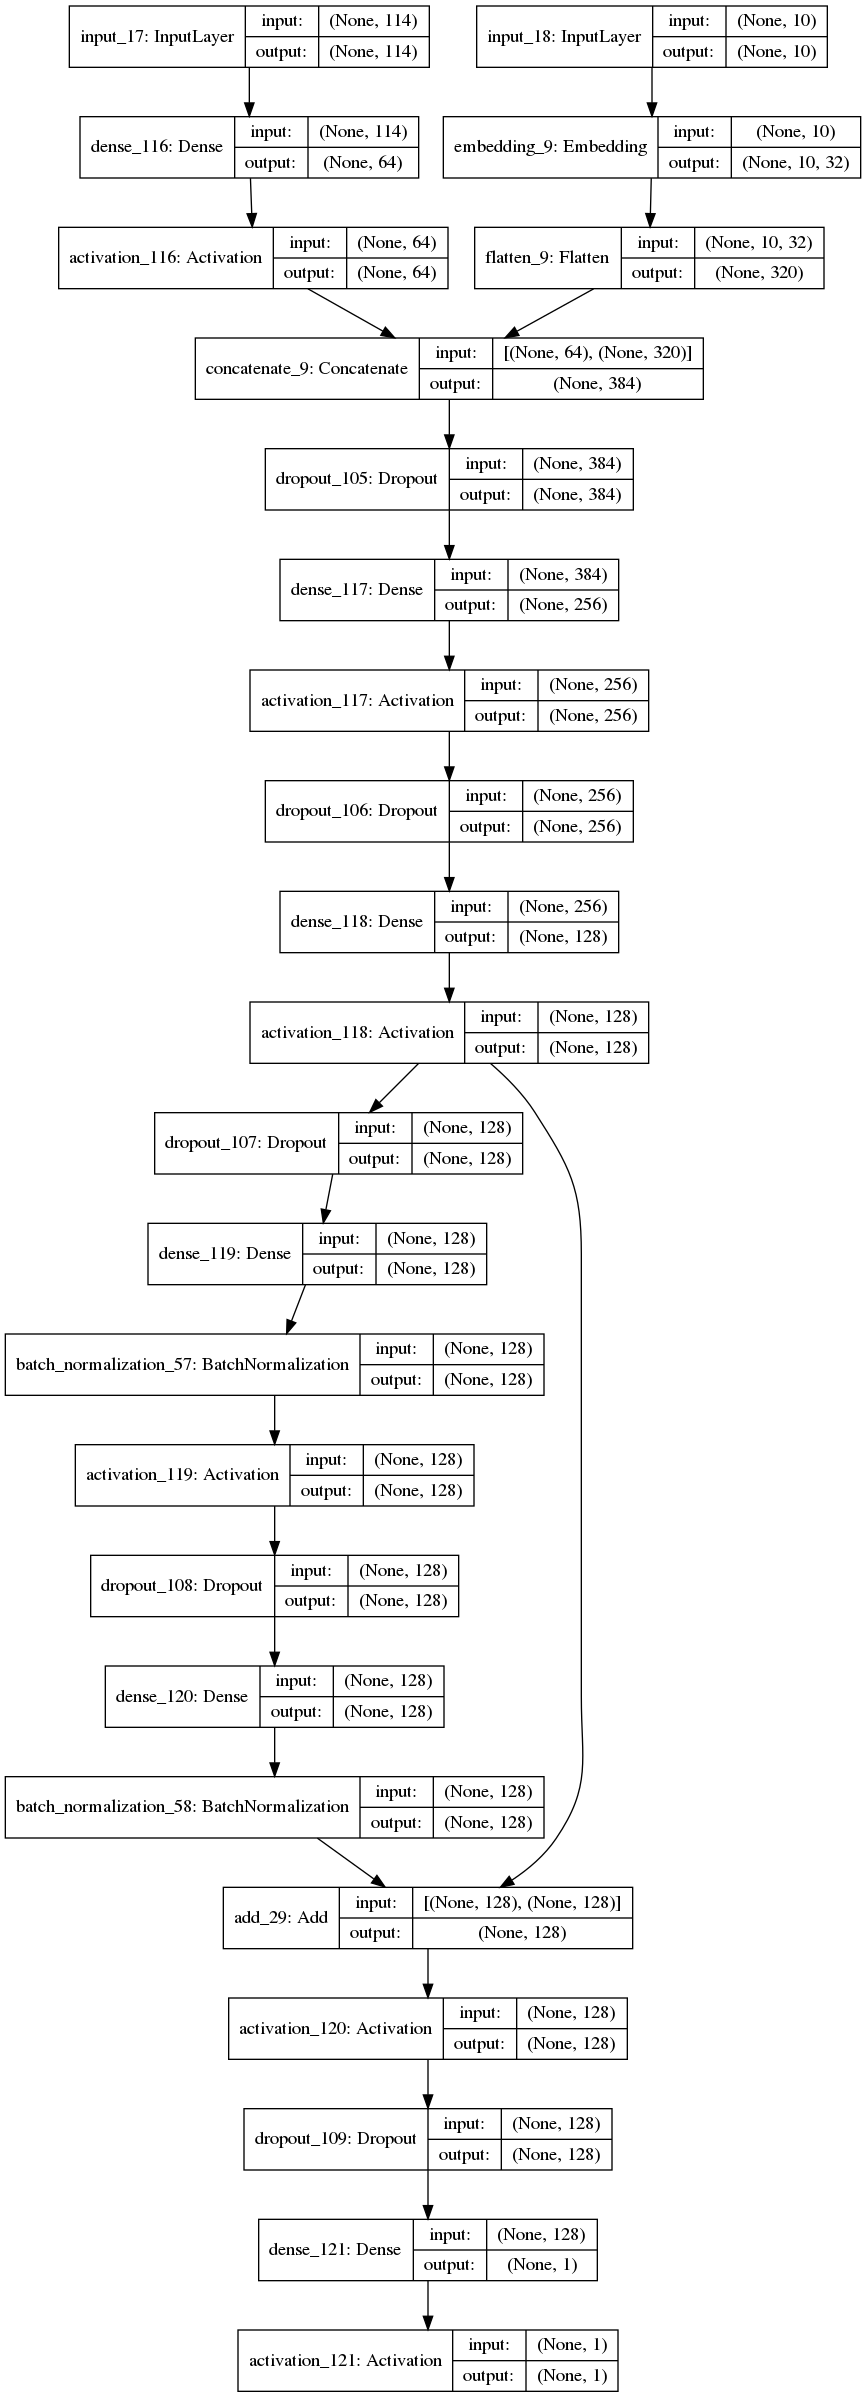 input_17: InputLayer
input: (None, 114)
output: (None, 114)
input_18: InputLayer
input: (None, 10)
output: (None, 10)
dense_116: Dense
input: (None, 114)
output: (None, 64)
embedding_9: Embedding
input: (None, 10)
output: (None, 10, 32)
activation_116: Activation
input: (None, 64)
output: (None, 64)
flatten_9: Flatten
input: (None, 10, 32)
output: (None, 320)
concatenate_9: Concatenate
input: [(None, 64), (None, 320)]
output: (None, 384)
dropout_105: Dropout
input: (None, 384)
output: (None, 384)
dense_117: Dense
input: (None, 384)
output: (None, 256)
activation_117: Activation
input: (None, 256)
output: (None, 256)
dropout_106: Dropout
input: (None, 256)
output: (None, 256)
dense_118: Dense
input: (None, 256)
output: (None, 128)
activation_118: Activation
input: (None, 128)
output: (None, 128)
dropout_107: Dropout
input: (None, 128)
output: (None, 128)
dense_119: Dense
input: (None, 128)
output: (None, 128)
batch_normalization_57: BatchNormalization
input: (None, 128)
output: (None, 128)
activation_119: Activation
input: (None, 128)
output: (None, 128)
dropout_108: Dropout
input: (None, 128)
output: (None, 128)
dense_120: Dense
input: (None, 128)
output: (None, 128)
batch_normalization_58: BatchNormalization
input: (None, 128)
output: (None, 128)
add_29: Add
input: [(None, 128), (None, 128)]
output: (None, 128)
activation_120: Activation
input: (None, 128)
output: (None, 128)
dropout_109: Dropout
input: (None, 128)
output: (None, 128)
dense_121: Dense
input: (None, 128)
output: (None, 1)
activation_121: Activation
input: (None, 1)
output: (None, 1)